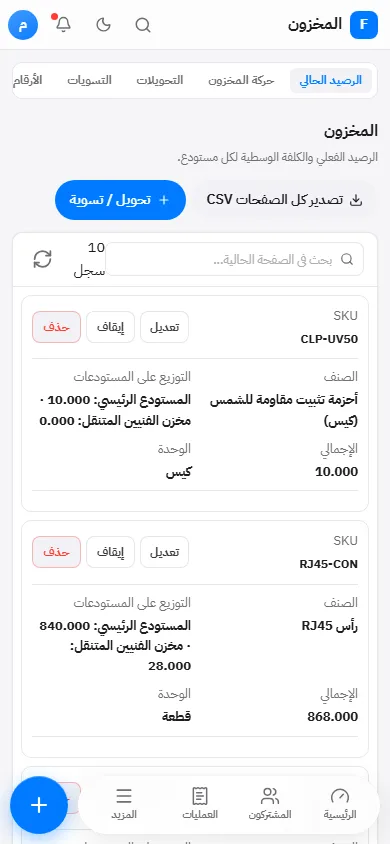 F المخزون
م
الرصيد الحالي حركة المخزون التحويلات التسويات الأرقام
المخزون
الرصيد الفعلي والكلفة الوسطية لكل مستودع.
تصدير كل الصفحات CSV
+ تحويل / تسوية
بحث في الصفحة الحالية...
10
سجل
SKU
CLP-UV50
تعديل إيقاف حذف
الصنف
أحزمة تثبيت مقاومة للشمس
(كيس)
التوزيع على المستودعات
المستودع الرئيسي: 10.000 ·
مخزن الفنيين المتنقل: 0.000
الإجمالي
10.000
الوحدة
كيس
SKU
RJ45-CON
تعديل إيقاف حذف
الصنف
رأس RJ45
التوزيع على المستودعات
المستودع الرئيسي: 840.000
· مخزن الفنيين المتنقل:
28.000
الإجمالي
868.000
الوحدة
قطعة
الرئيسية المشتركون العمليات المزيد
+